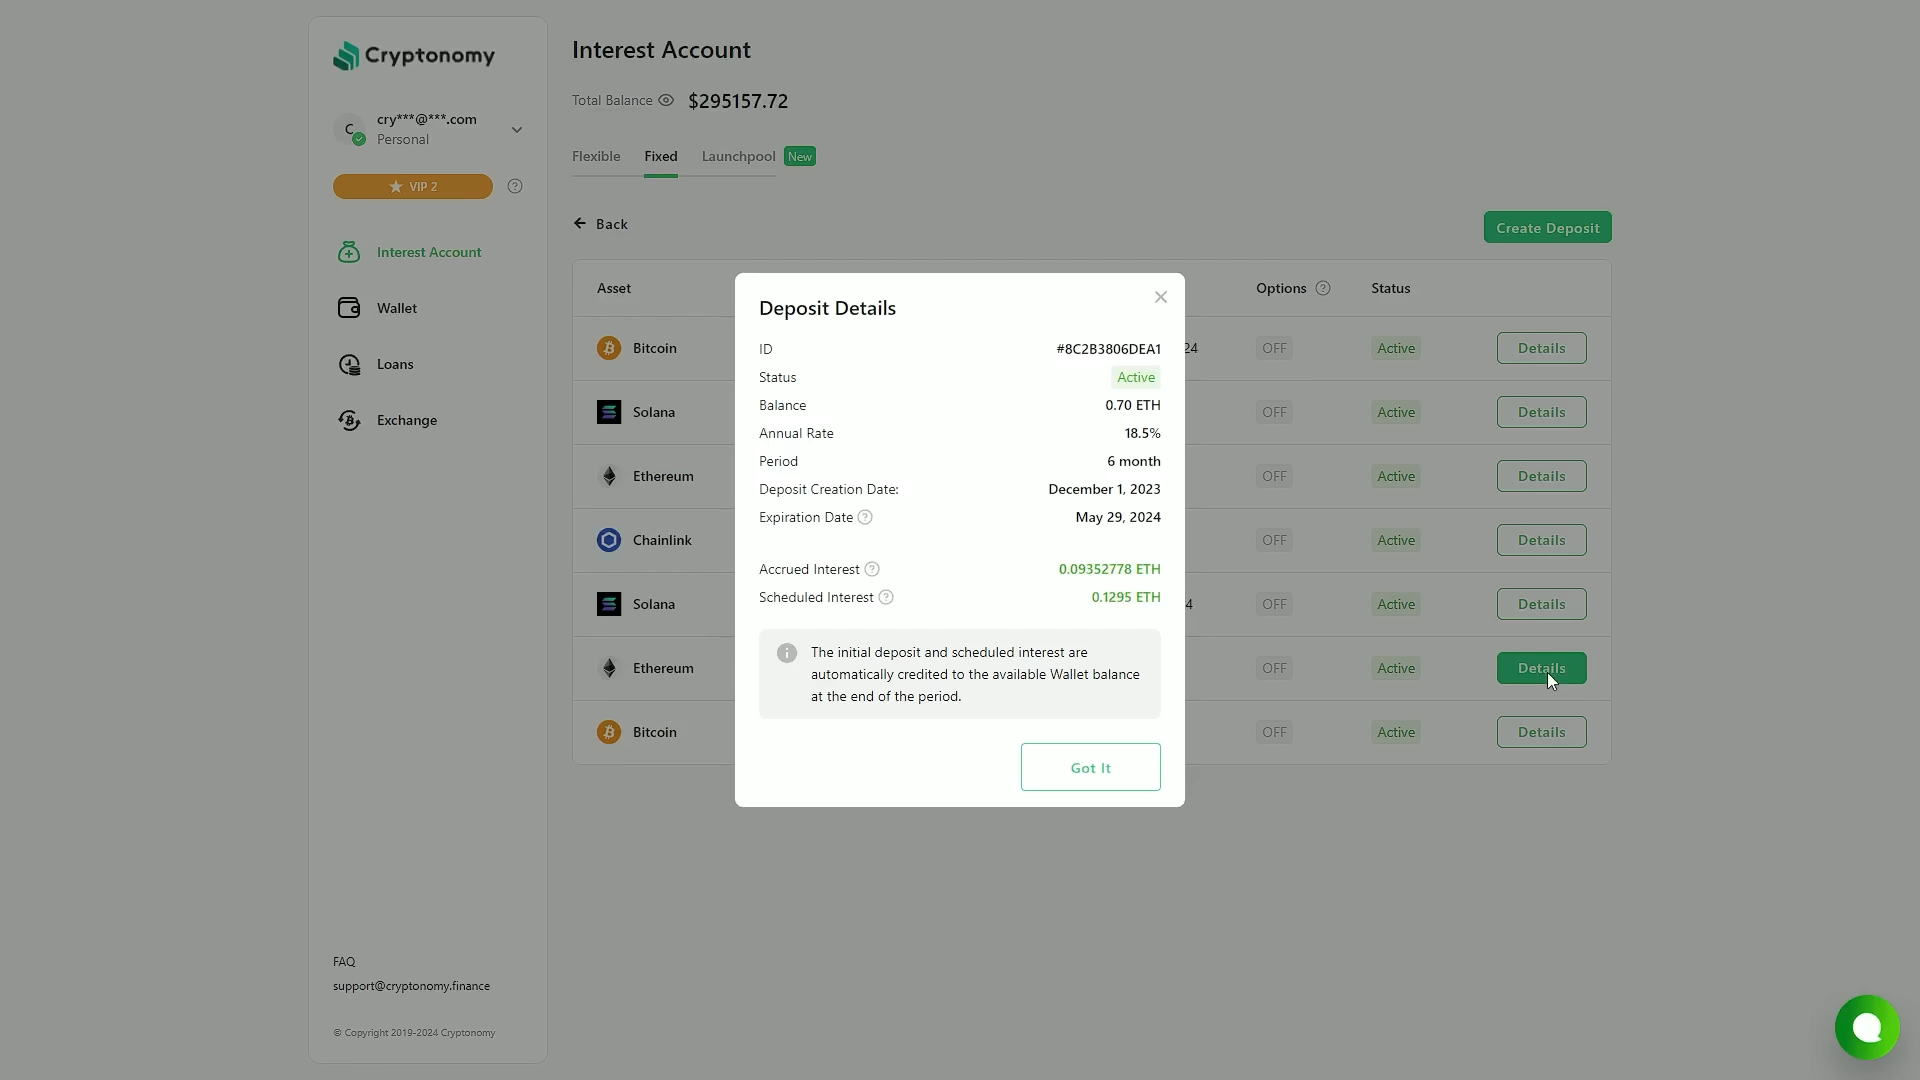 Cryptonomy
C
cry***@***.com
Personal
★ VIP 2
?
Interest Account
Wallet
Loans
Exchange
FAQ
support@cryptonomy.finance
© Copyright 2019-2024 Cryptonomy
Interest Account
Total Balance $295157.72
Flexible Fixed Launchpool New
Back
Create Deposit
Asset Options ? Status
Bitcoin 24 OFF Active Details
Solana OFF Active Details
Ethereum OFF Active Details
Chainlink OFF Active Details
Solana 4 OFF Active Details
Ethereum OFF Active Details
Bitcoin OFF Active Details
Deposit Details
ID #8C2B3806DEA1
Status Active
Balance 0.70 ETH
Annual Rate 18.5%
Period 6 month
Deposit Creation Date: December 1, 2023
Expiration Date ? May 29, 2024
Accrued Interest ? 0.09352778 ETH
Scheduled Interest ? 0.1295 ETH
The initial deposit and scheduled interest are
automatically credited to the available Wallet balance
at the end of the period.
Got It